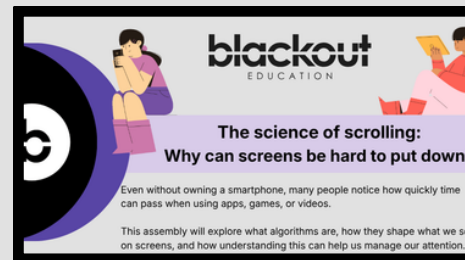 blackout
EDUCATION
b
The science of scrolling:
Why can screens be hard to put down
Even without owning a smartphone, many people notice how quickly time
can pass when using apps, games, or videos.
This assembly will explore what algorithms are, how they shape what we
on screens, and how understanding this can help us manage our attention.